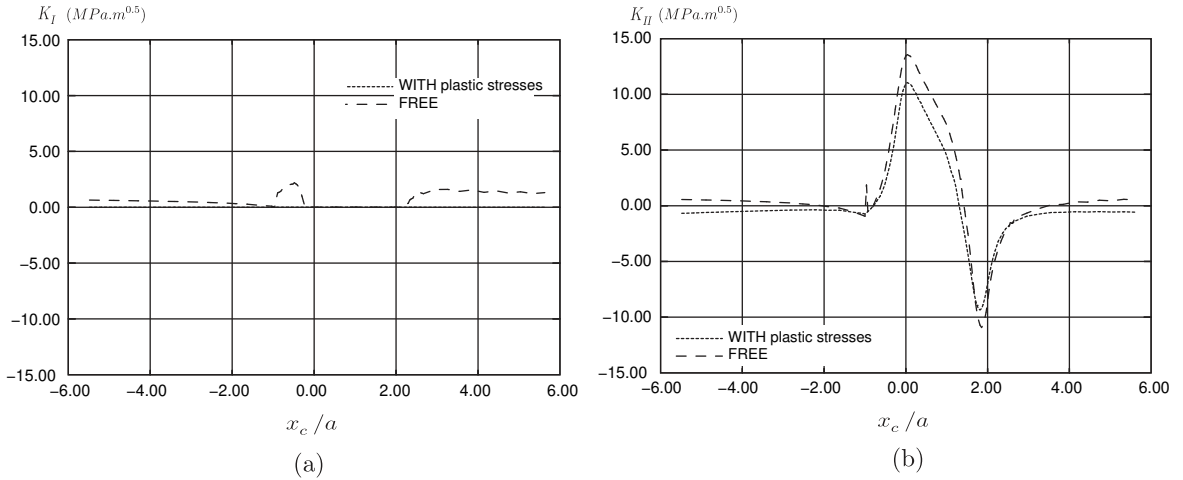 K_I (MPa.m^0.5)
15.00
10.00
5.00
0.00
−5.00
−10.00
−15.00
−6.00 −4.00 −2.00 0.00 2.00 4.00 6.00
WITH plastic stresses
FREE
x_c /a
(a)
K_II (MPa.m^0.5)
15.00
10.00
5.00
0.00
−5.00
−10.00
−15.00
WITH plastic stresses
FREE
−6.00 −4.00 −2.00 0.00 2.00 4.00 6.00
x_c /a
(b)